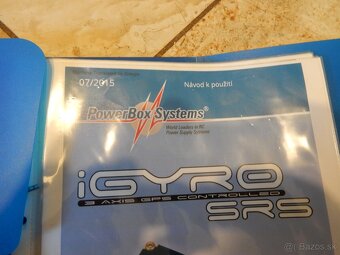 07/2015
Návod k použití
PowerBox Systems®
World Leaders in RC
Power Supply Systems
iGYRO
3 AXIS GPS CONTROLLED
SRS
Bazos.sk